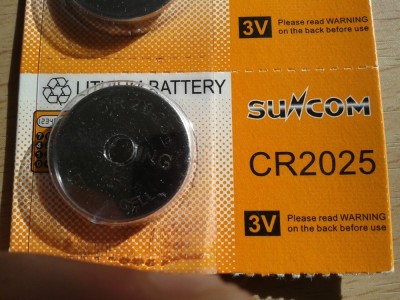 3V Please read WARNING
on the back before use
LITHIUM BATTERY
SUNCOM
1234
CR2025
3V Please read WARNING
on the back before use